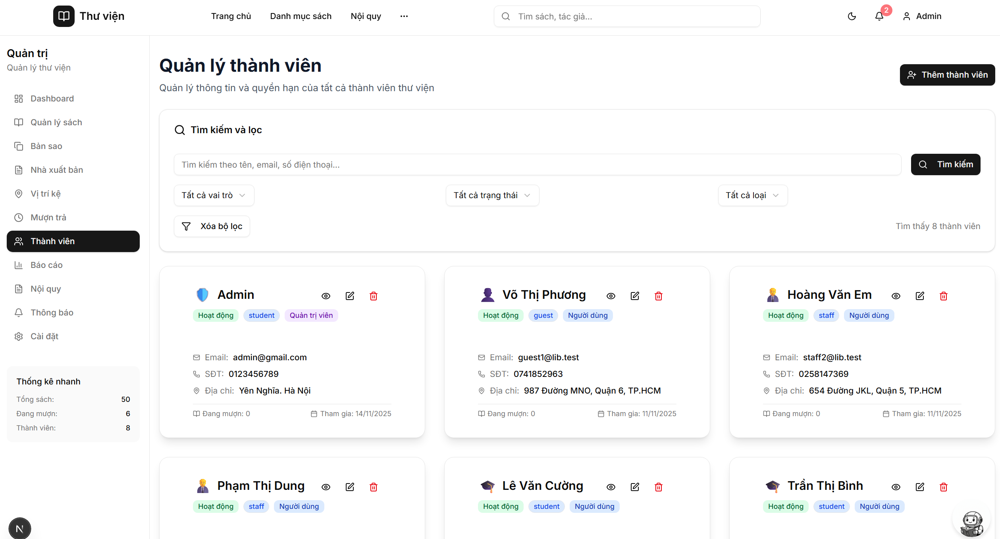 Thư viện
Trang chủ
Danh mục sách
Nội quy
Tìm sách, tác giả...
2
Admin
Quản trị
Quản lý thư viện
Dashboard
Quản lý sách
Bản sao
Nhà xuất bản
Vị trí kệ
Mượn trả
Thành viên
Báo cáo
Nội quy
Thông báo
Cài đặt
Thống kê nhanh
Tổng sách: 50
Đang mượn: 6
Thành viên: 8
N
Quản lý thành viên
Quản lý thông tin và quyền hạn của tất cả thành viên thư viện
Thêm thành viên
Tìm kiếm và lọc
Tìm kiếm theo tên, email, số điện thoại...
Tìm kiếm
Tất cả vai trò
Tất cả trạng thái
Tất cả loại
Xóa bộ lọc
Tìm thấy 8 thành viên
Admin
Hoạt động student Quản trị viên
Email: admin@gmail.com
SĐT: 0123456789
Địa chỉ: Yên Nghĩa. Hà Nội
Đang mượn: 0 Tham gia: 14/11/2025
Võ Thị Phương
Hoạt động guest Người dùng
Email: guest1@lib.test
SĐT: 0741852963
Địa chỉ: 987 Đường MNO, Quận 6, TP.HCM
Đang mượn: 0 Tham gia: 11/11/2025
Hoàng Văn Em
Hoạt động staff Người dùng
Email: staff2@lib.test
SĐT: 0258147369
Địa chỉ: 654 Đường JKL, Quận 5, TP.HCM
Đang mượn: 0 Tham gia: 11/11/2025
Phạm Thị Dung
Hoạt động staff Người dùng
Lê Văn Cường
Hoạt động student Người dùng
Trần Thị Bình
Hoạt động student Người dùng